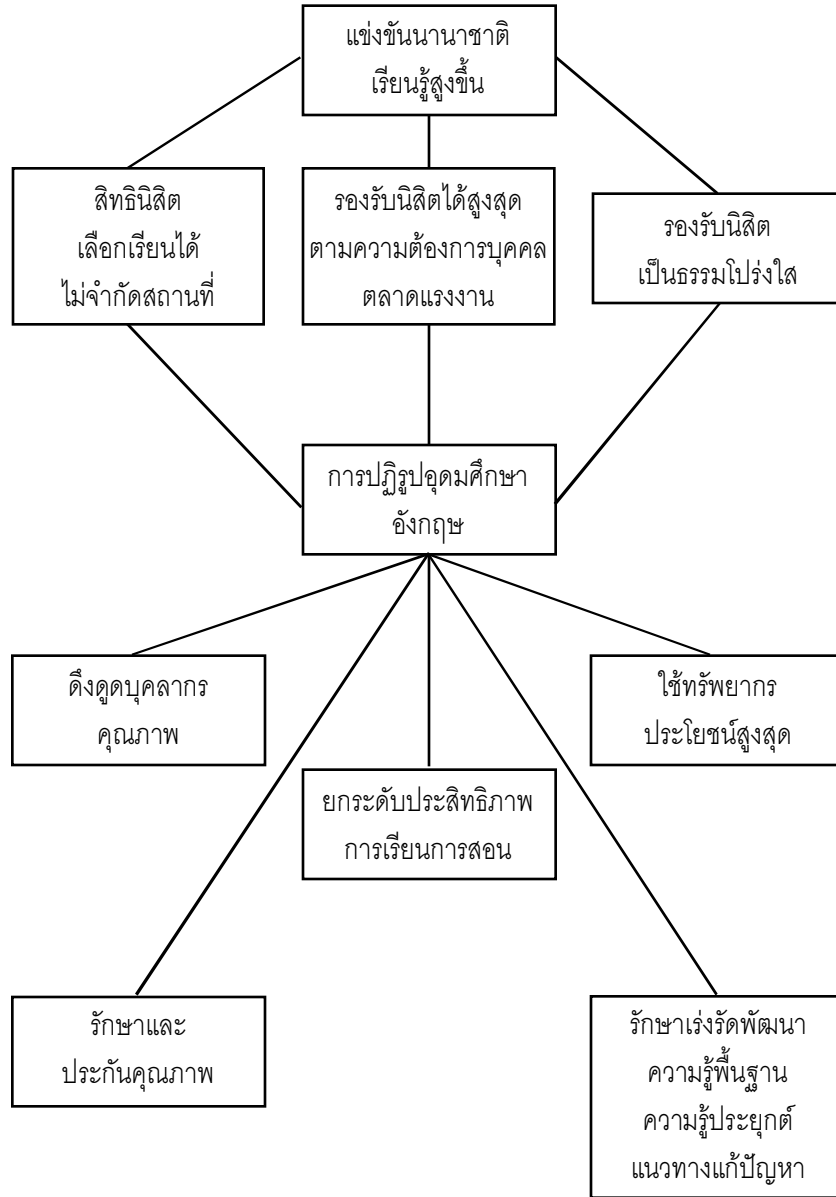 แข่งขันนานาชาติ
เรียนรู้สูงขึ้น
สิทธินิสิต
เลือกเรียนได้
ไม่จำกัดสถานที่
รองรับนิสิตได้สูงสุด
ตามความต้องการบุคคล
ตลาดแรงงาน
รองรับนิสิต
เป็นธรรมโปร่งใส
การปฏิรูปอุดมศึกษา
อังกฤษ
ดึงดูดบุคลากร
คุณภาพ
ใช้ทรัพยากร
ประโยชน์สูงสุด
ยกระดับประสิทธิภาพ
การเรียนการสอน
รักษาและ
ประกันคุณภาพ
รักษาเร่งรัดพัฒนา
ความรู้พื้นฐาน
ความรู้ประยุกต์
แนวทางแก้ปัญหา